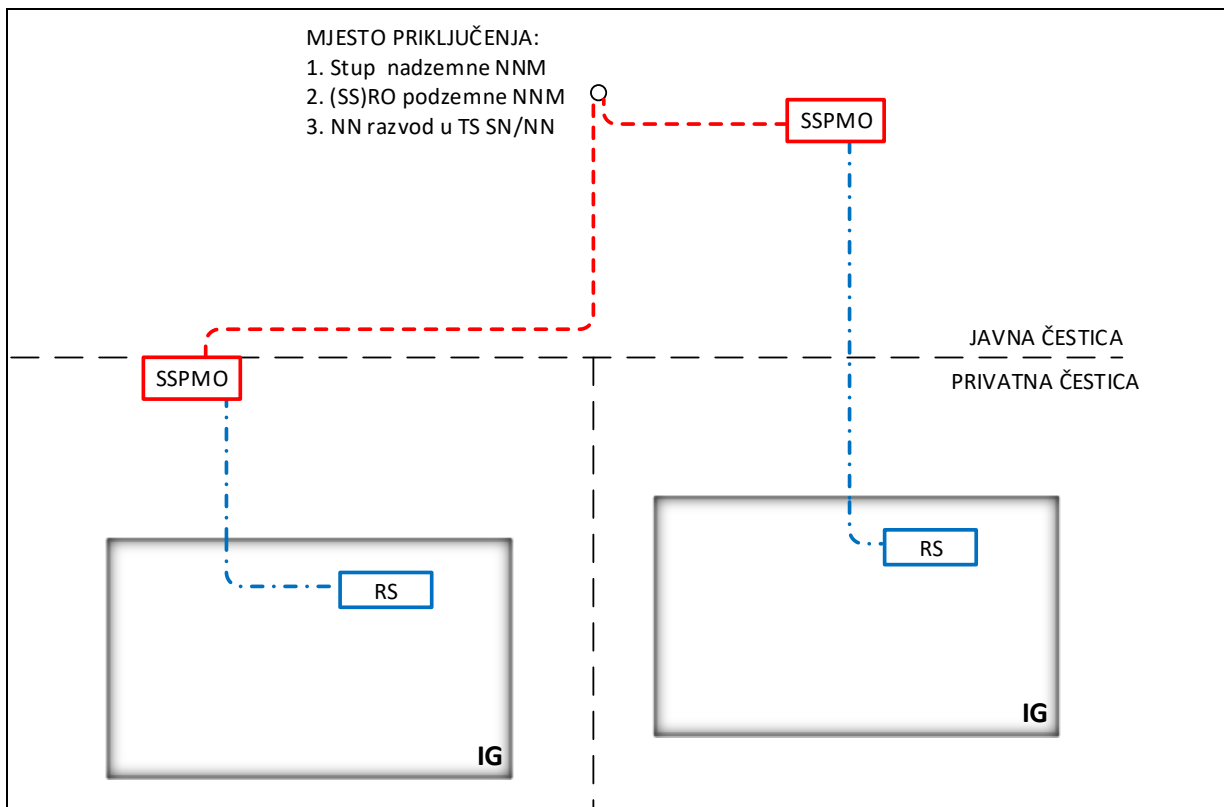 MJESTO PRIKLJUČENJA:
1. Stup nadzemne NNM
2. (SS)RO podzemne NNM
3. NN razvod u TS SN/NN
SSPMO
JAVNA ČESTICA
SSPMO
PRIVATNA ČESTICA
RS
RS
IG
IG